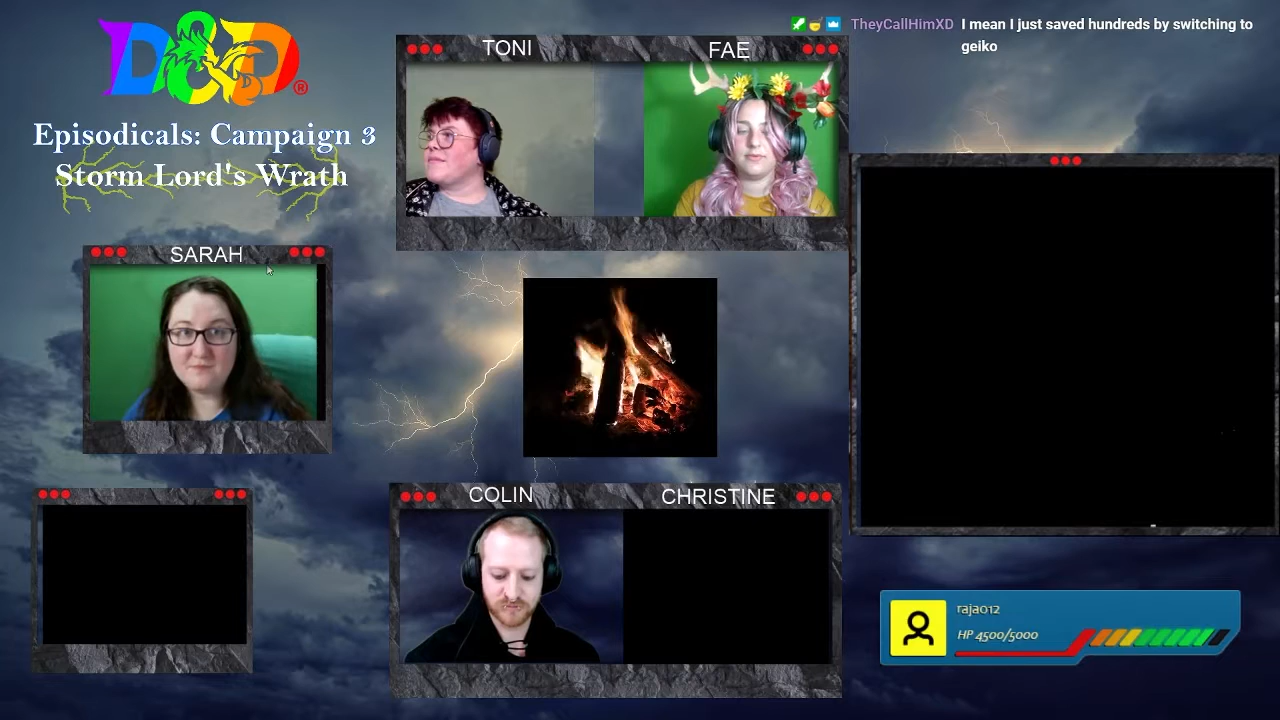 D&D®
Episodicals: Campaign 3
Storm Lord's Wrath
TONI
FAE
TheyCallHimXD I mean I just saved hundreds by switching to
geiko
SARAH
COLIN
CHRISTINE
raja012
HP 4500/5000